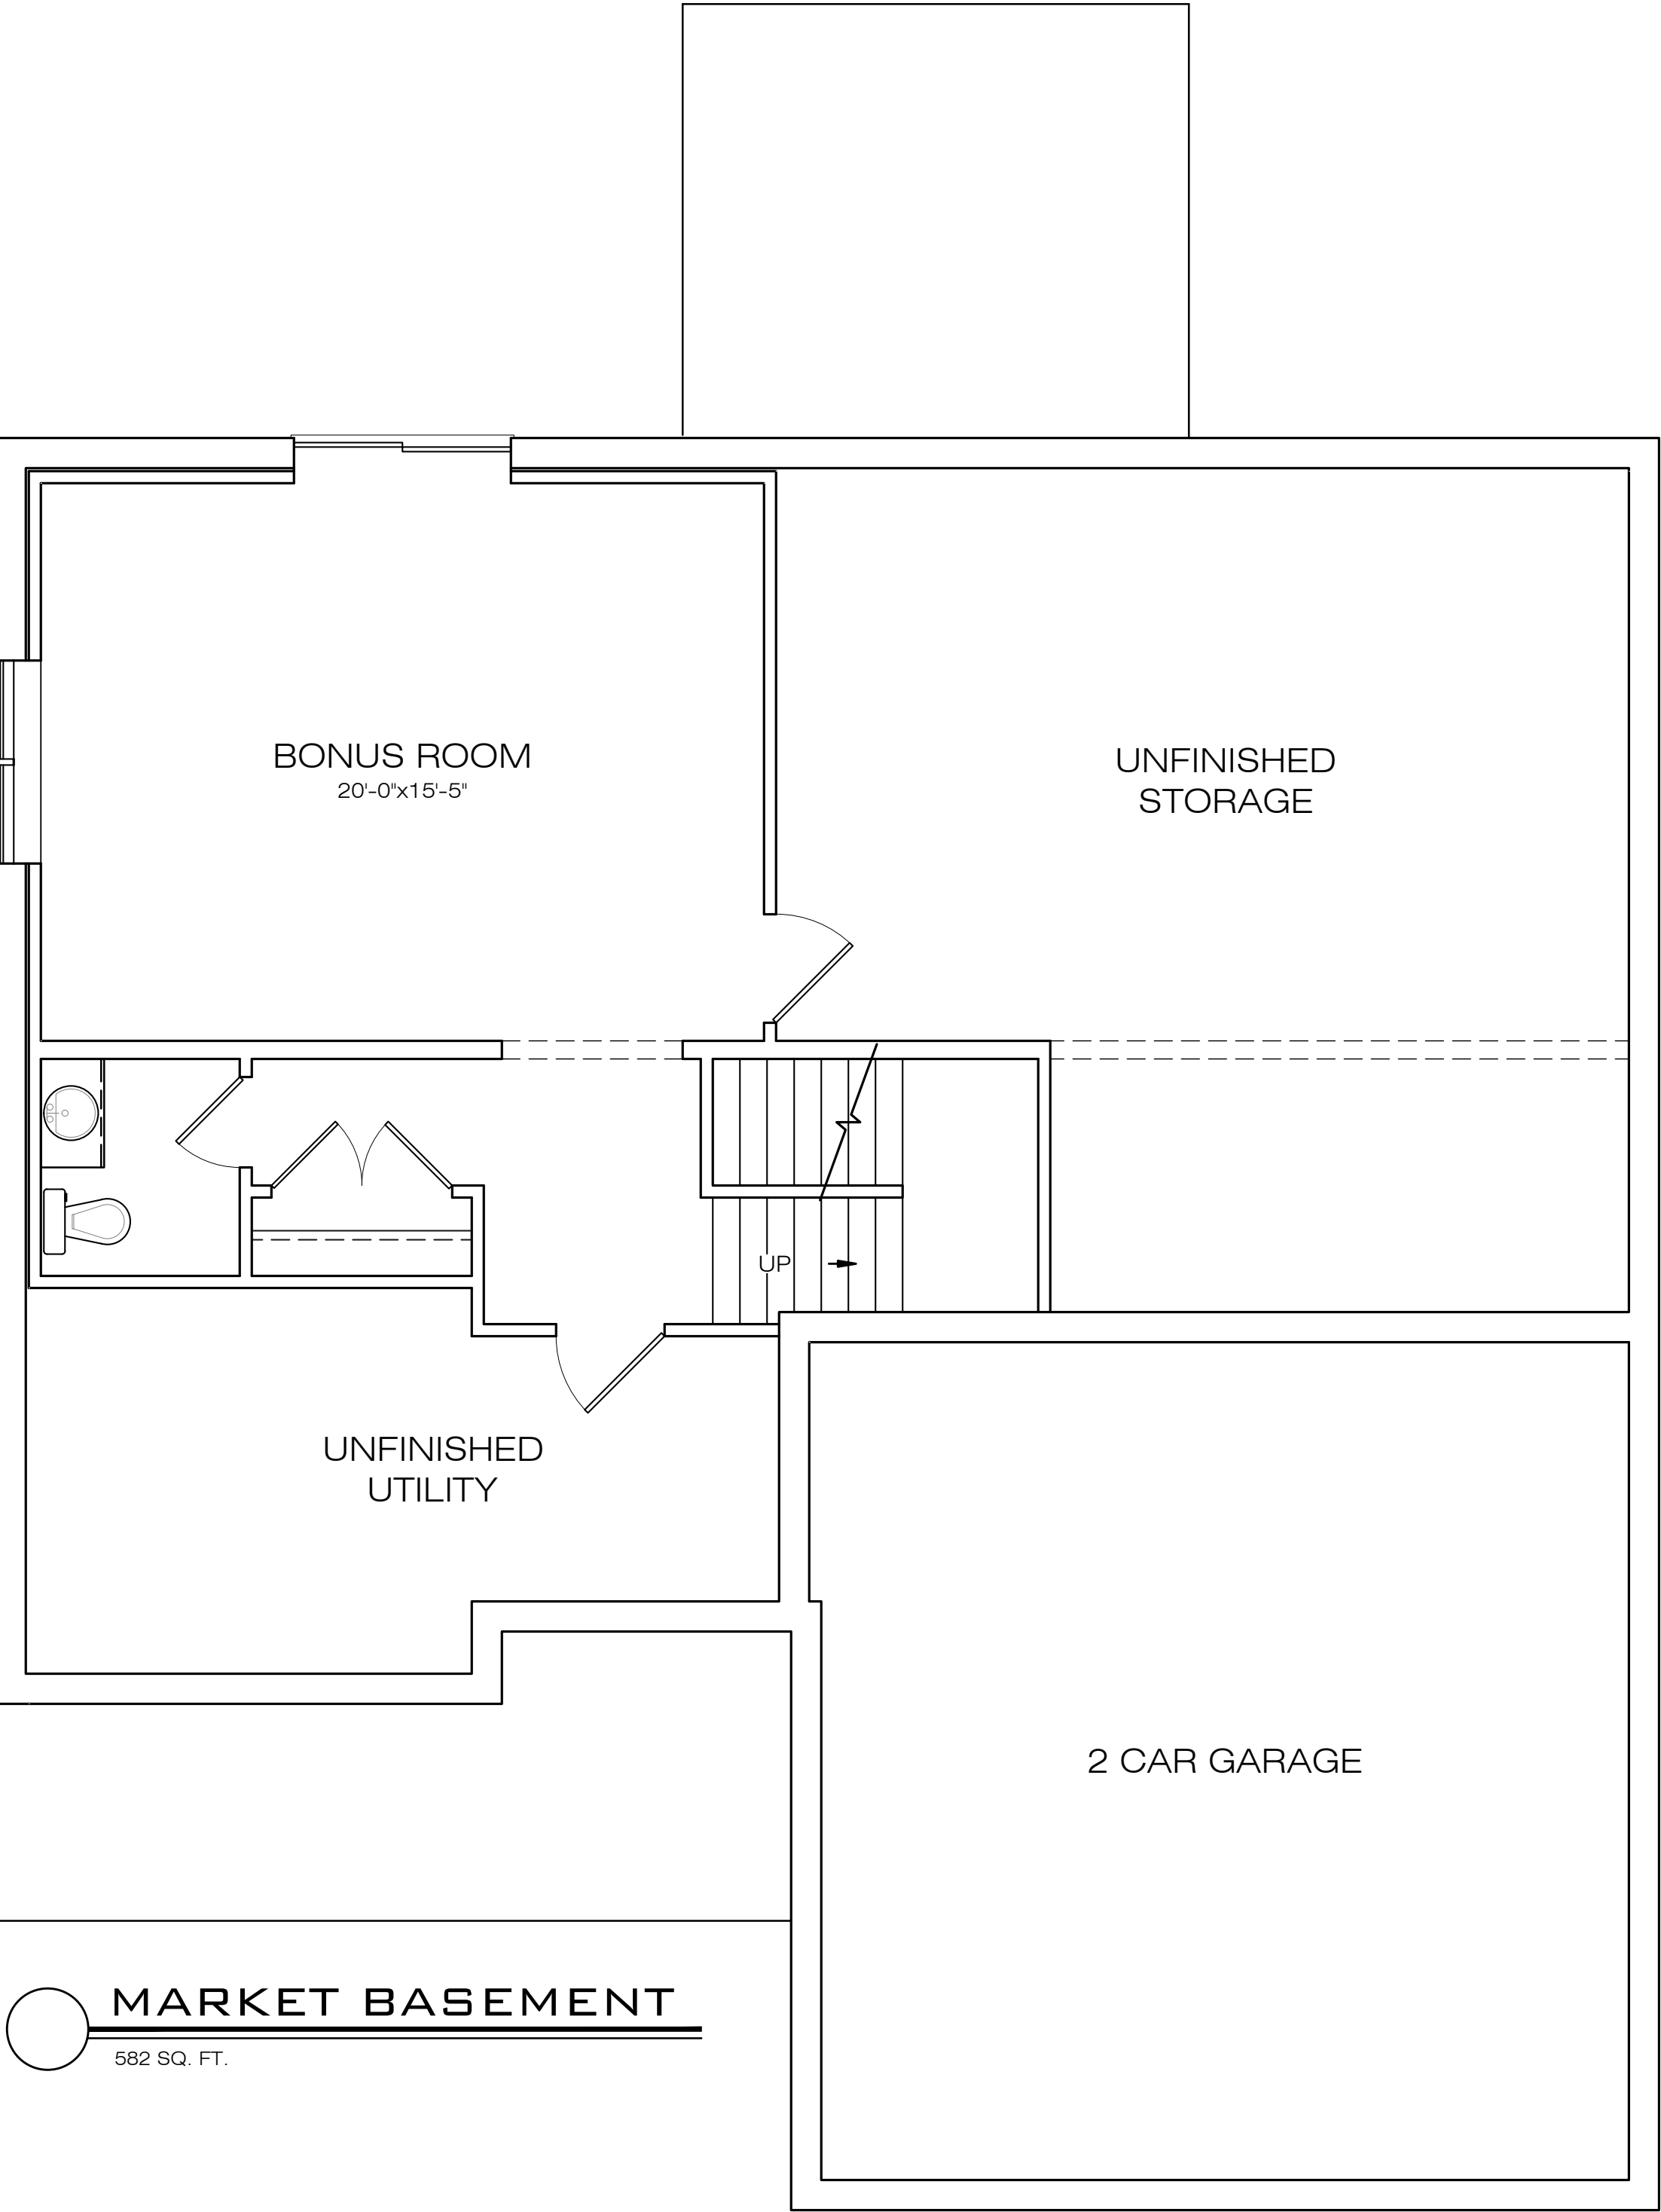 BONUS ROOM
20'-0"x15'-5"
UNFINISHED
STORAGE
UP
UNFINISHED
UTILITY
2 CAR GARAGE
MARKET BASEMENT
582 SQ. FT.